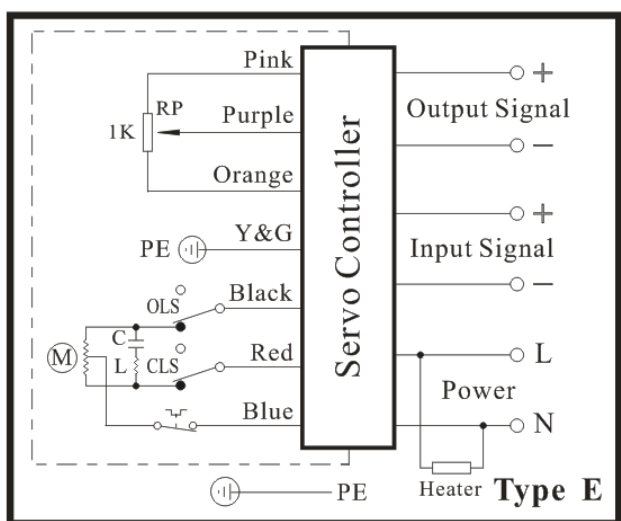 Pink
RP
1K
Purple
Orange
PE
Y&G
OLS
Black
C
M
L
CLS
Red
Blue
PE
Servo Controller
+
Output Signal
−
+
Input Signal
−
L
Power
N
Heater
Type E